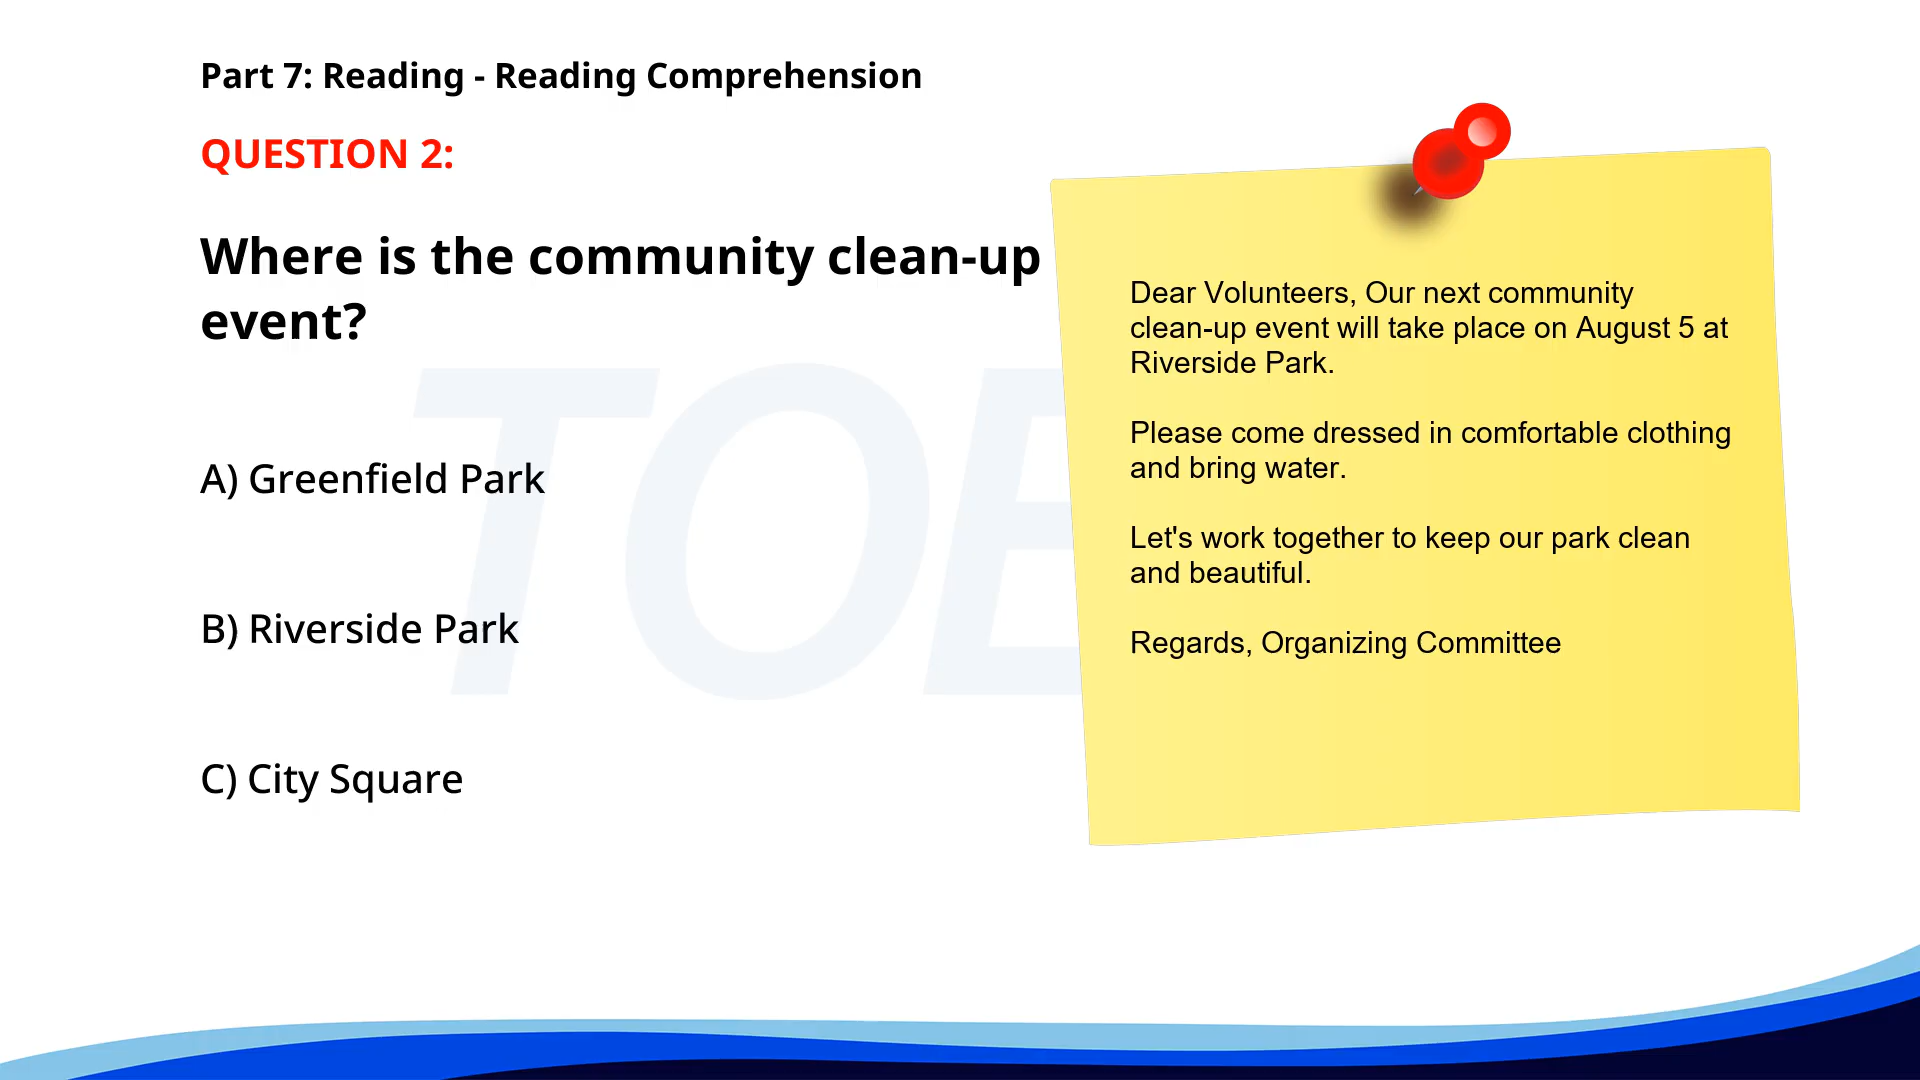 Part 7: Reading - Reading Comprehension
QUESTION 2:
Where is the community clean-up
event?
A) Greenfield Park
B) Riverside Park
C) City Square
Dear Volunteers, Our next community
clean-up event will take place on August 5 at
Riverside Park.
Please come dressed in comfortable clothing
and bring water.
Let's work together to keep our park clean
and beautiful.
Regards, Organizing Committee